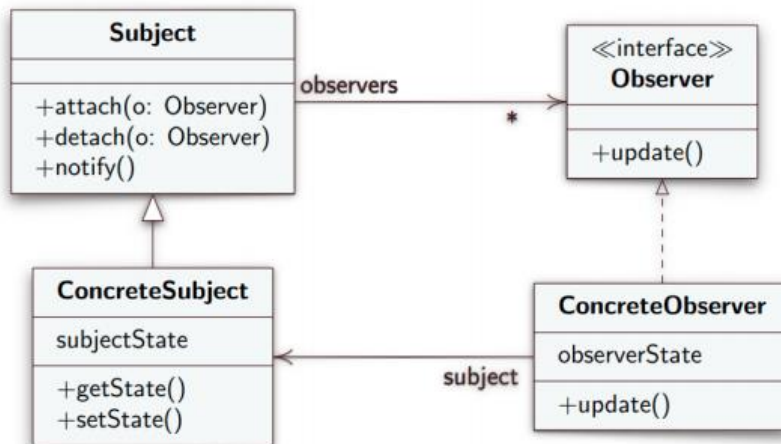 Subject
+attach(o: Observer)
+detach(o: Observer)
+notify()
observers
*
≪interface≫
Observer
+update()
ConcreteSubject
subjectState
+getState()
+setState()
subject
ConcreteObserver
observerState
+update()